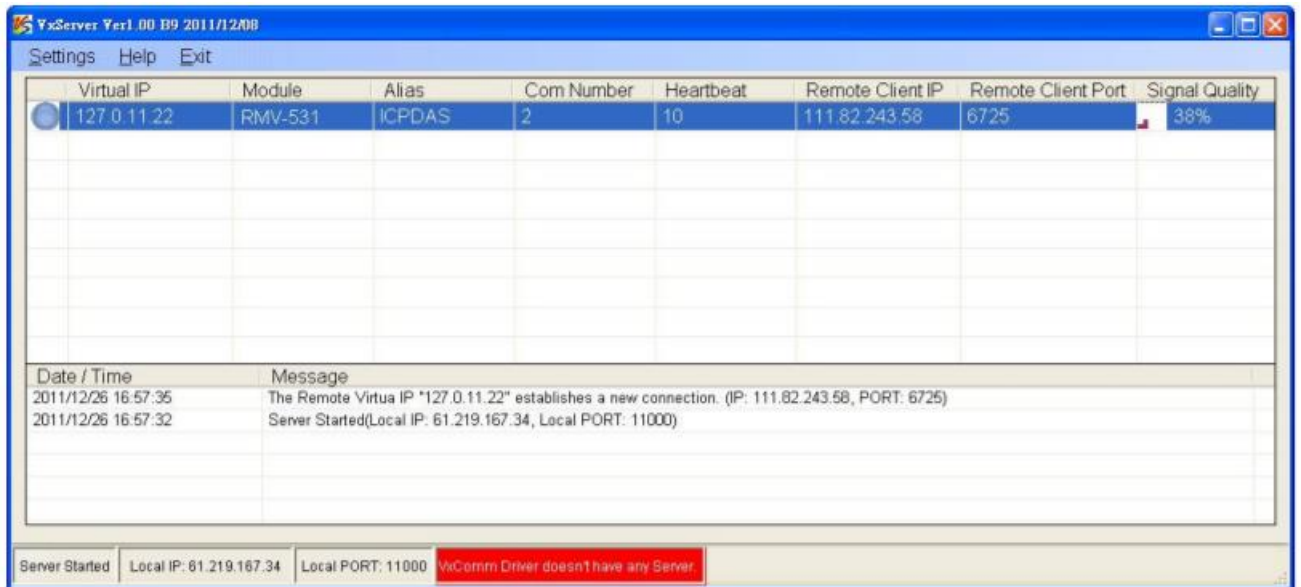 VxServer Ver1.00 B9 2011/12/08
Settings Help Exit
Virtual IP Module Alias Com Number Heartbeat Remote Client IP Remote Client Port Signal Quality
127.0.11.22 RMV-531 ICPDAS 2 10 111.82.243.58 6725 38%
Date / Time Message
2011/12/26 16:57:35 The Remote Virtua IP "127.0.11.22" establishes a new connection. (IP: 111.82.243.58, PORT: 6725)
2011/12/26 16:57:32 Server Started(Local IP: 61.219.167.34, Local PORT: 11000)
Server Started Local IP: 61.219.167.34 Local PORT: 11000 VxComm Driver doesn't have any Server.